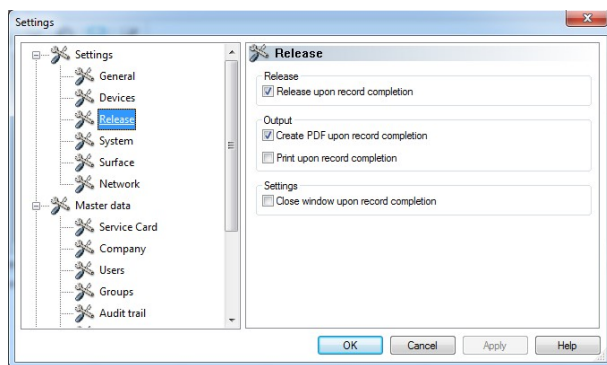 Settings
Settings
General
Devices
Release
System
Surface
Network
Master data
Service Card
Company
Users
Groups
Audit trail
Release
Release
Release upon record completion
Output
Create PDF upon record completion
Print upon record completion
Settings
Close window upon record completion
OK Cancel Apply Help